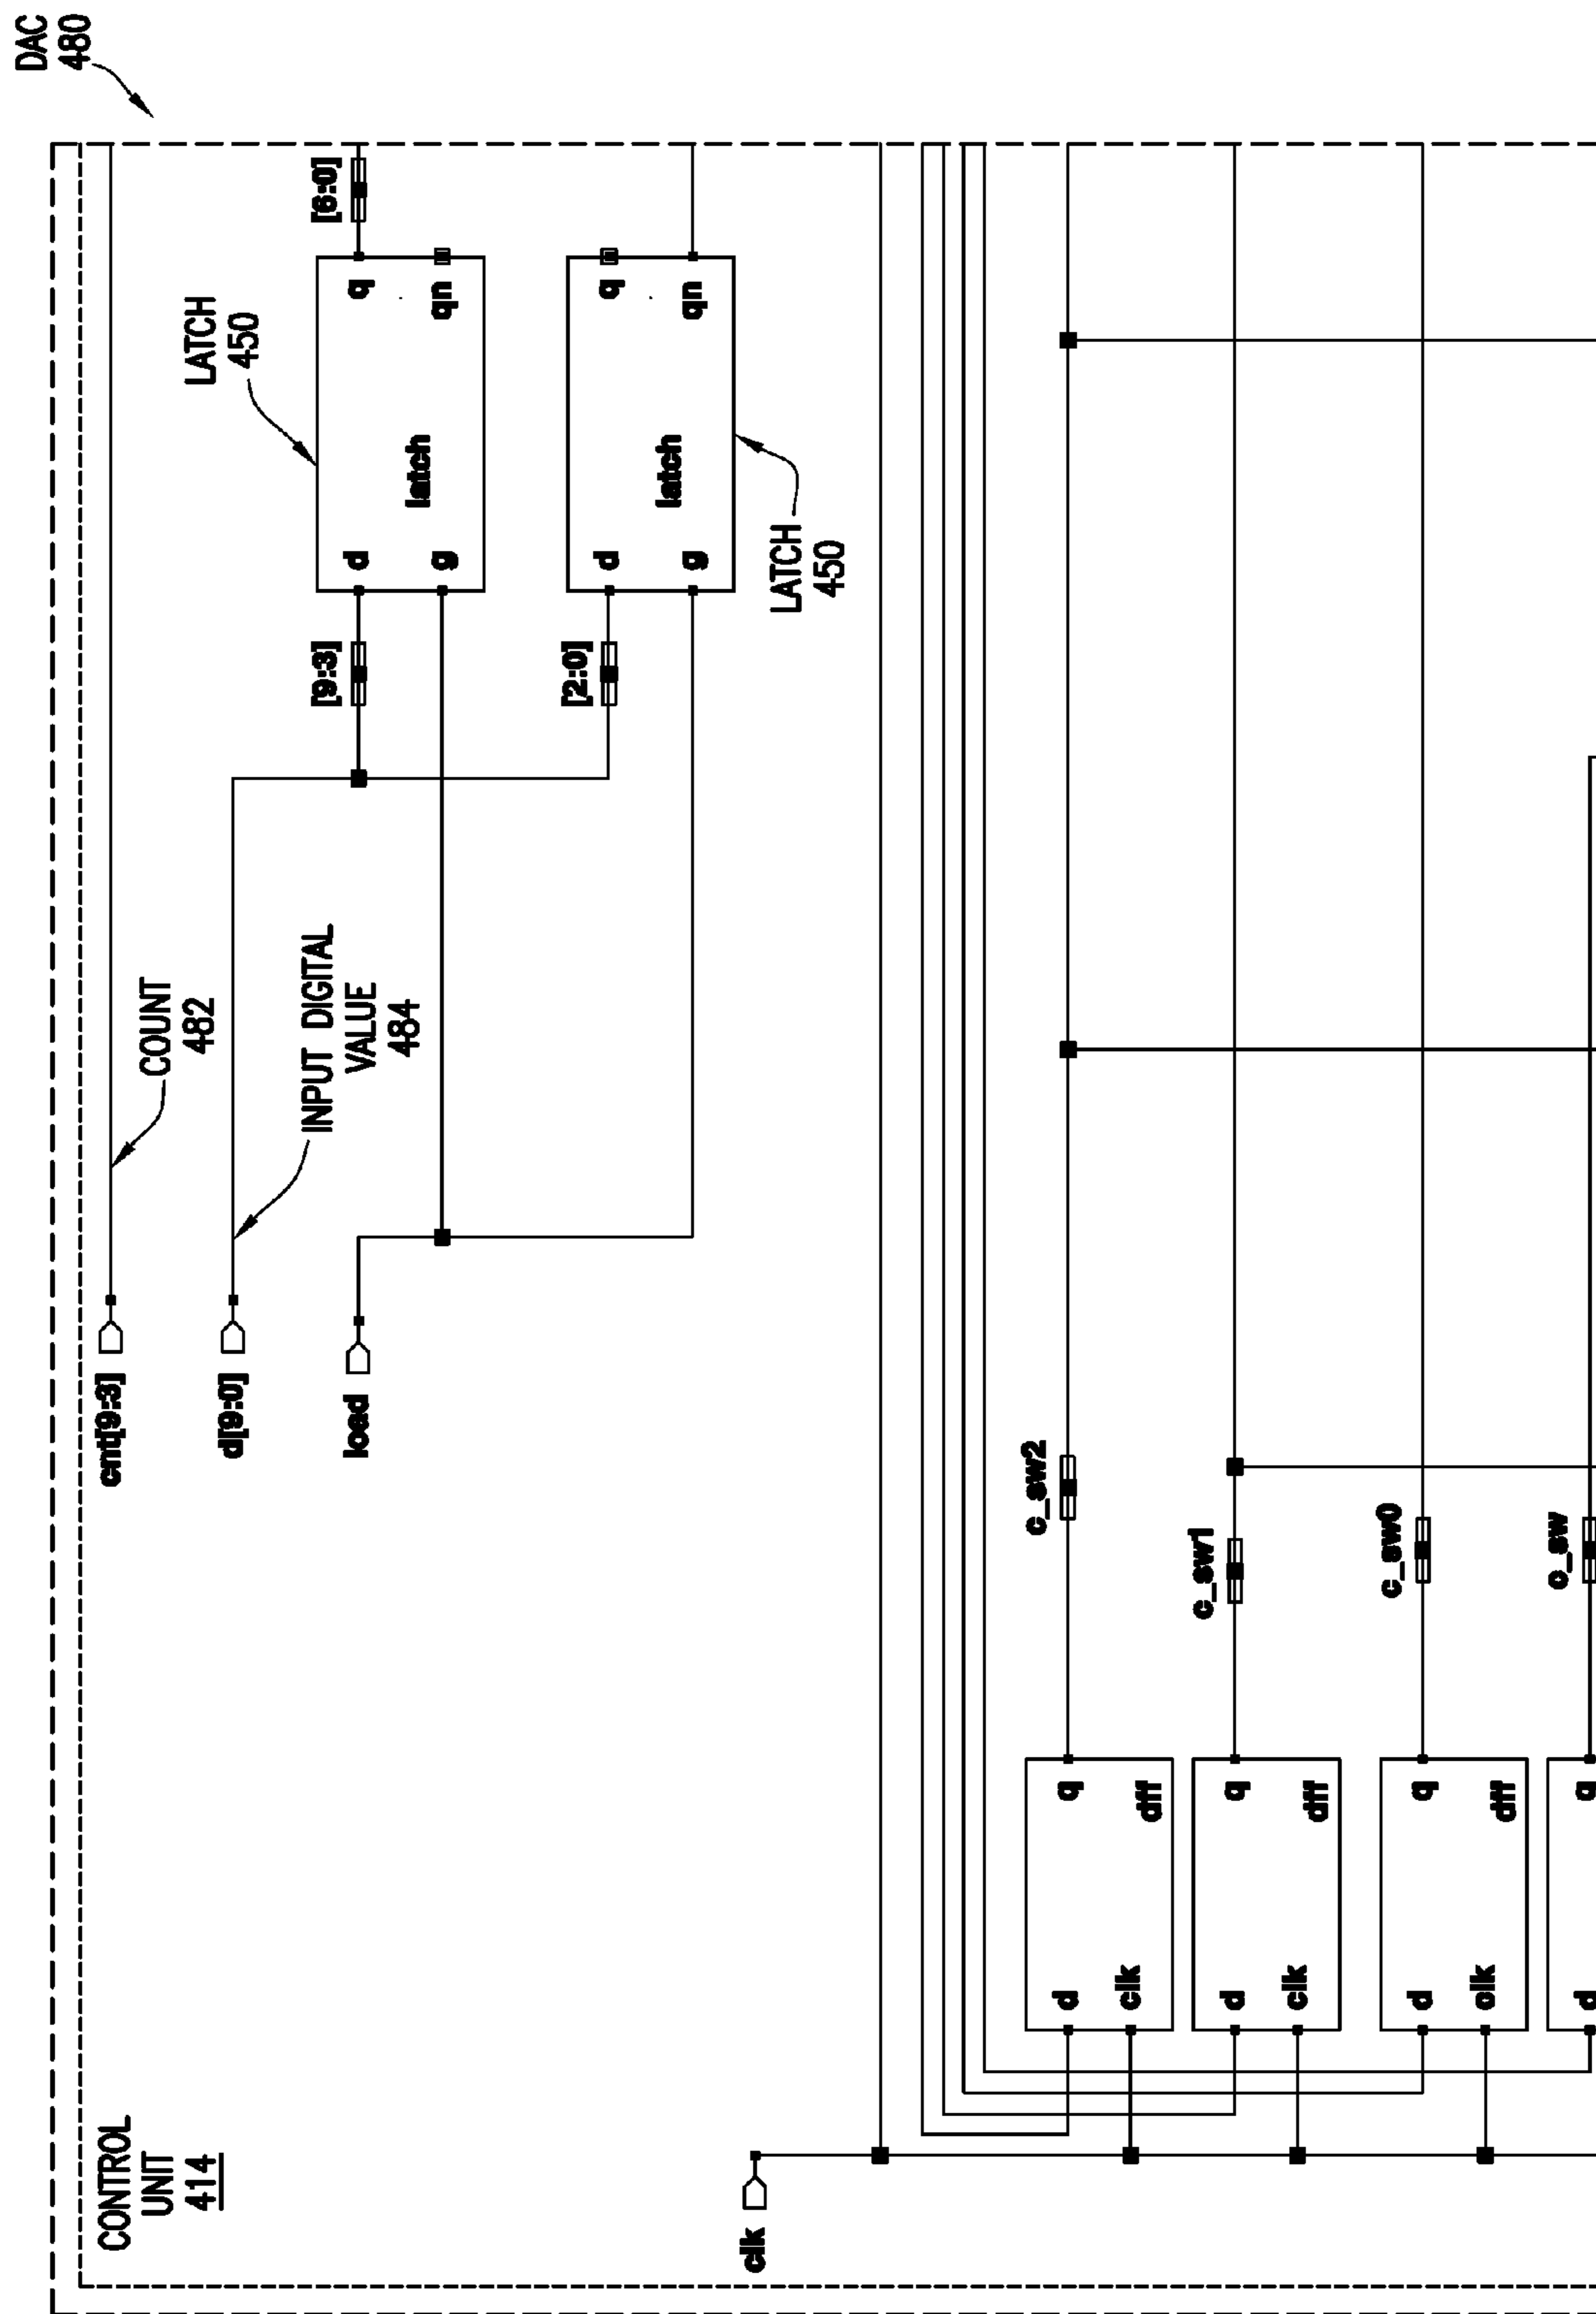 DAC
480
CONTROL
UNIT
414
cnt[9:3]
COUNT
482
d[9:0]
INPUT DIGITAL
VALUE
484
load
[9:3]
[6:0]
LATCH
450
d
q
g
qn
latch
[2:0]
d
q
g
qn
latch
LATCH
450
clk
c_sw2
d
q
clk
dff
c_sw1
d
q
clk
dff
c_sw0
d
q
clk
dff
c_sw
d
q